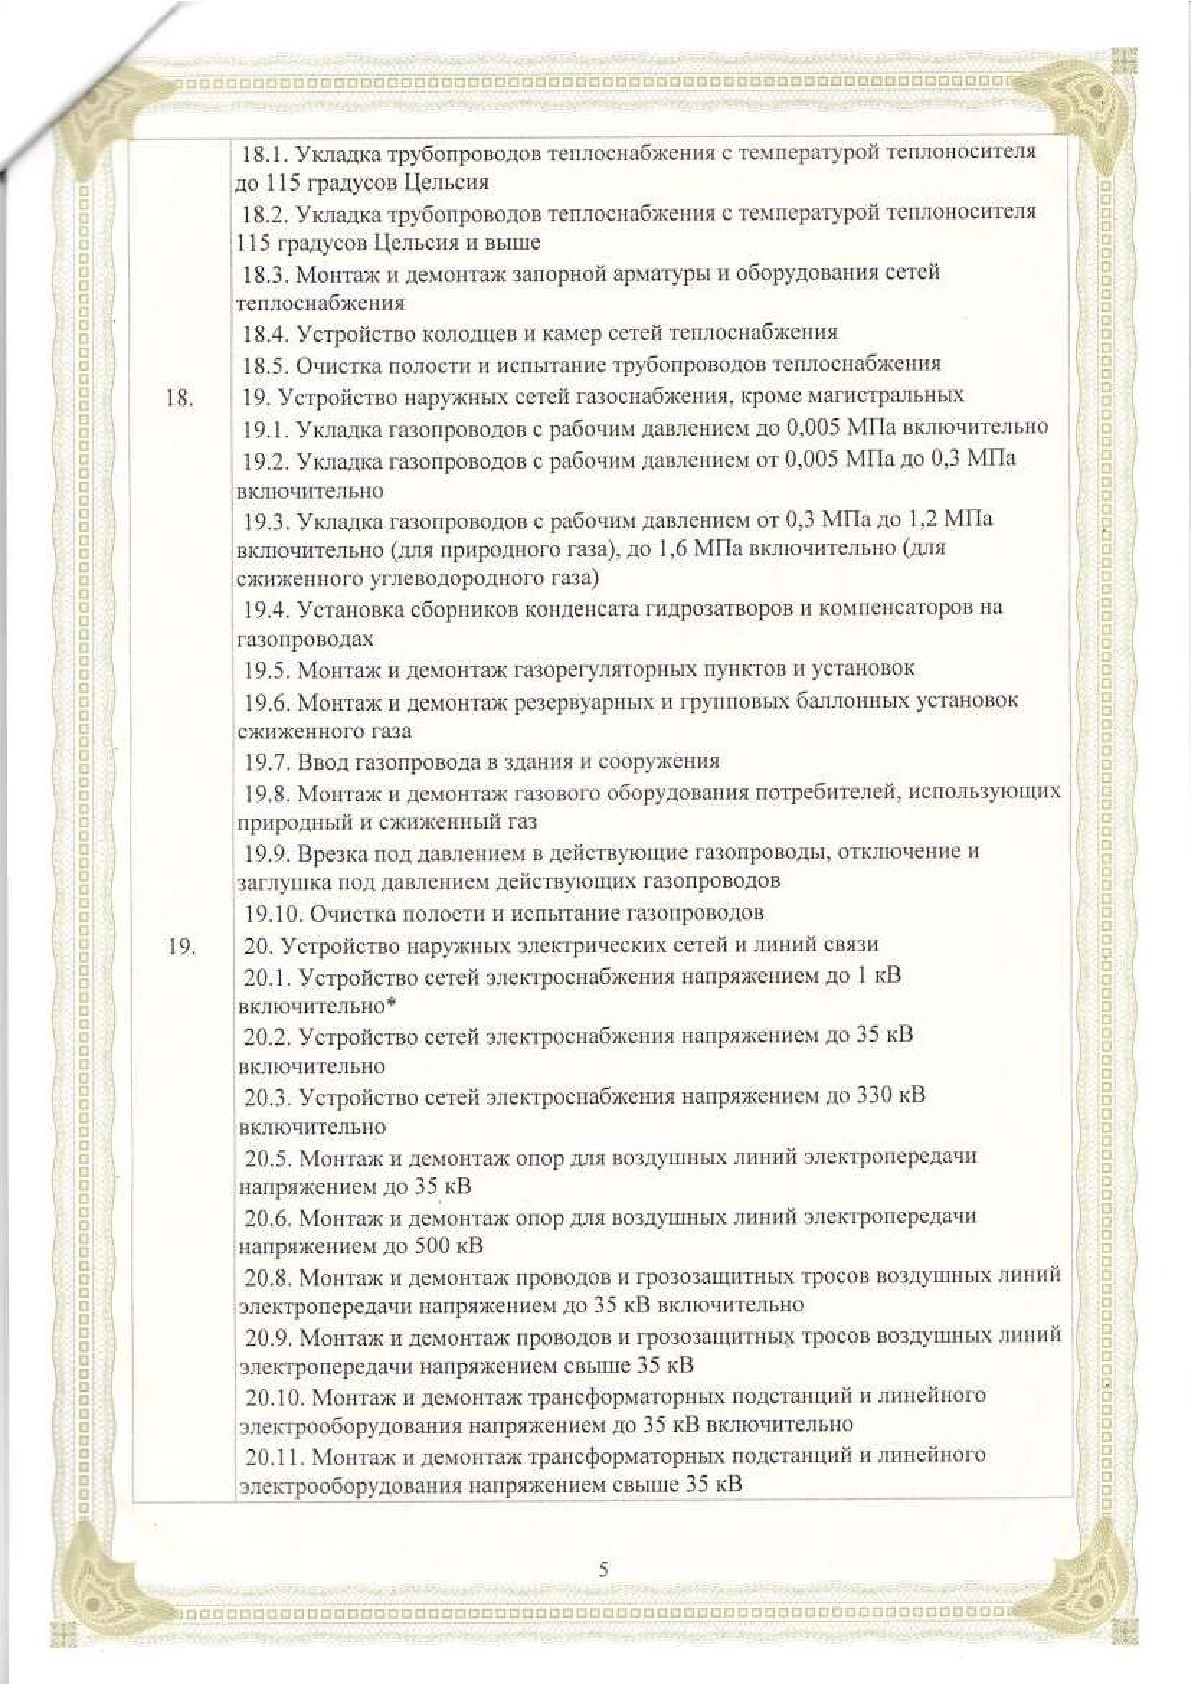 18.1. Укладка трубопроводов теплоснабжения с температурой теплоносителя
до 115 градусов Цельсия
18.2. Укладка трубопроводов теплоснабжения с температурой теплоносителя
115 градусов Цельсия и выше
18.3. Монтаж и демонтаж запорной арматуры и оборудования сетей
теплоснабжения
18.4. Устройство колодцев и камер сетей теплоснабжения
18.5. Очистка полости и испытание трубопроводов теплоснабжения
18. 19. Устройство наружных сетей газоснабжения, кроме магистральных
19.1. Укладка газопроводов с рабочим давлением до 0,005 МПа включительно
19.2. Укладка газопроводов с рабочим давлением от 0,005 МПа до 0,3 МПа
включительно
19.3. Укладка газопроводов с рабочим давлением от 0,3 МПа до 1,2 МПа
включительно (для природного газа), до 1,6 МПа включительно (для
сжиженного углеводородного газа)
19.4. Установка сборников конденсата гидрозатворов и компенсаторов на
газопроводах
19.5. Монтаж и демонтаж газорегуляторных пунктов и установок
19.6. Монтаж и демонтаж резервуарных и групповых баллонных установок
сжиженного газа
19.7. Ввод газопровода в здания и сооружения
19.8. Монтаж и демонтаж газового оборудования потребителей, использующих
природный и сжиженный газ
19.9. Врезка под давлением в действующие газопроводы, отключение и
заглушка под давлением действующих газопроводов
19.10. Очистка полости и испытание газопроводов
19. 20. Устройство наружных электрических сетей и линий связи
20.1. Устройство сетей электроснабжения напряжением до 1 кВ
включительно*
20.2. Устройство сетей электроснабжения напряжением до 35 кВ
включительно
20.3. Устройство сетей электроснабжения напряжением до 330 кВ
включительно
20.5. Монтаж и демонтаж опор для воздушных линий электропередачи
напряжением до 35 кВ
20.6. Монтаж и демонтаж опор для воздушных линий электропередачи
напряжением до 500 кВ
20.8. Монтаж и демонтаж проводов и грозозащитных тросов воздушных линий
электропередачи напряжением до 35 кВ включительно
20.9. Монтаж и демонтаж проводов и грозозащитных тросов воздушных линий
электропередачи напряжением свыше 35 кВ
20.10. Монтаж и демонтаж трансформаторных подстанций и линейного
электрооборудования напряжением до 35 кВ включительно
20.11. Монтаж и демонтаж трансформаторных подстанций и линейного
электрооборудования напряжением свыше 35 кВ
5